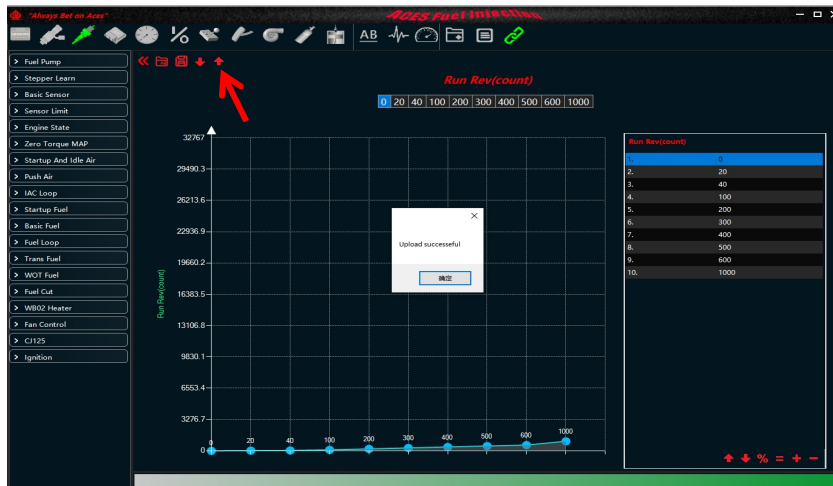 "Always Bet on Aces"
ACES Fuel Injection
AB
> Fuel Pump
> Stepper Learn
> Basic Sensor
> Sensor Limit
> Engine State
> Zero Torque MAP
> Startup And Idle Air
> Push Air
> IAC Loop
> Startup Fuel
> Basic Fuel
> Fuel Loop
> Trans Fuel
> WOT Fuel
> Fuel Cut
> WB02 Heater
> Fan Control
> CJ125
> Ignition
Run Rev(count)
0 20 40 100 200 300 400 500 600 1000
32767
29490.3
26213.6
22936.9
19660.2
16383.5
13106.8
9830.1
6553.4
3276.7
0
Run Rev(count)
0 20 40 100 200 300 400 500 600 1000
Upload succeseful
确定
Run Rev(count)
1. 0
2. 20
3. 40
4. 100
5. 200
6. 300
7. 400
8. 500
9. 600
10. 1000
% = + −